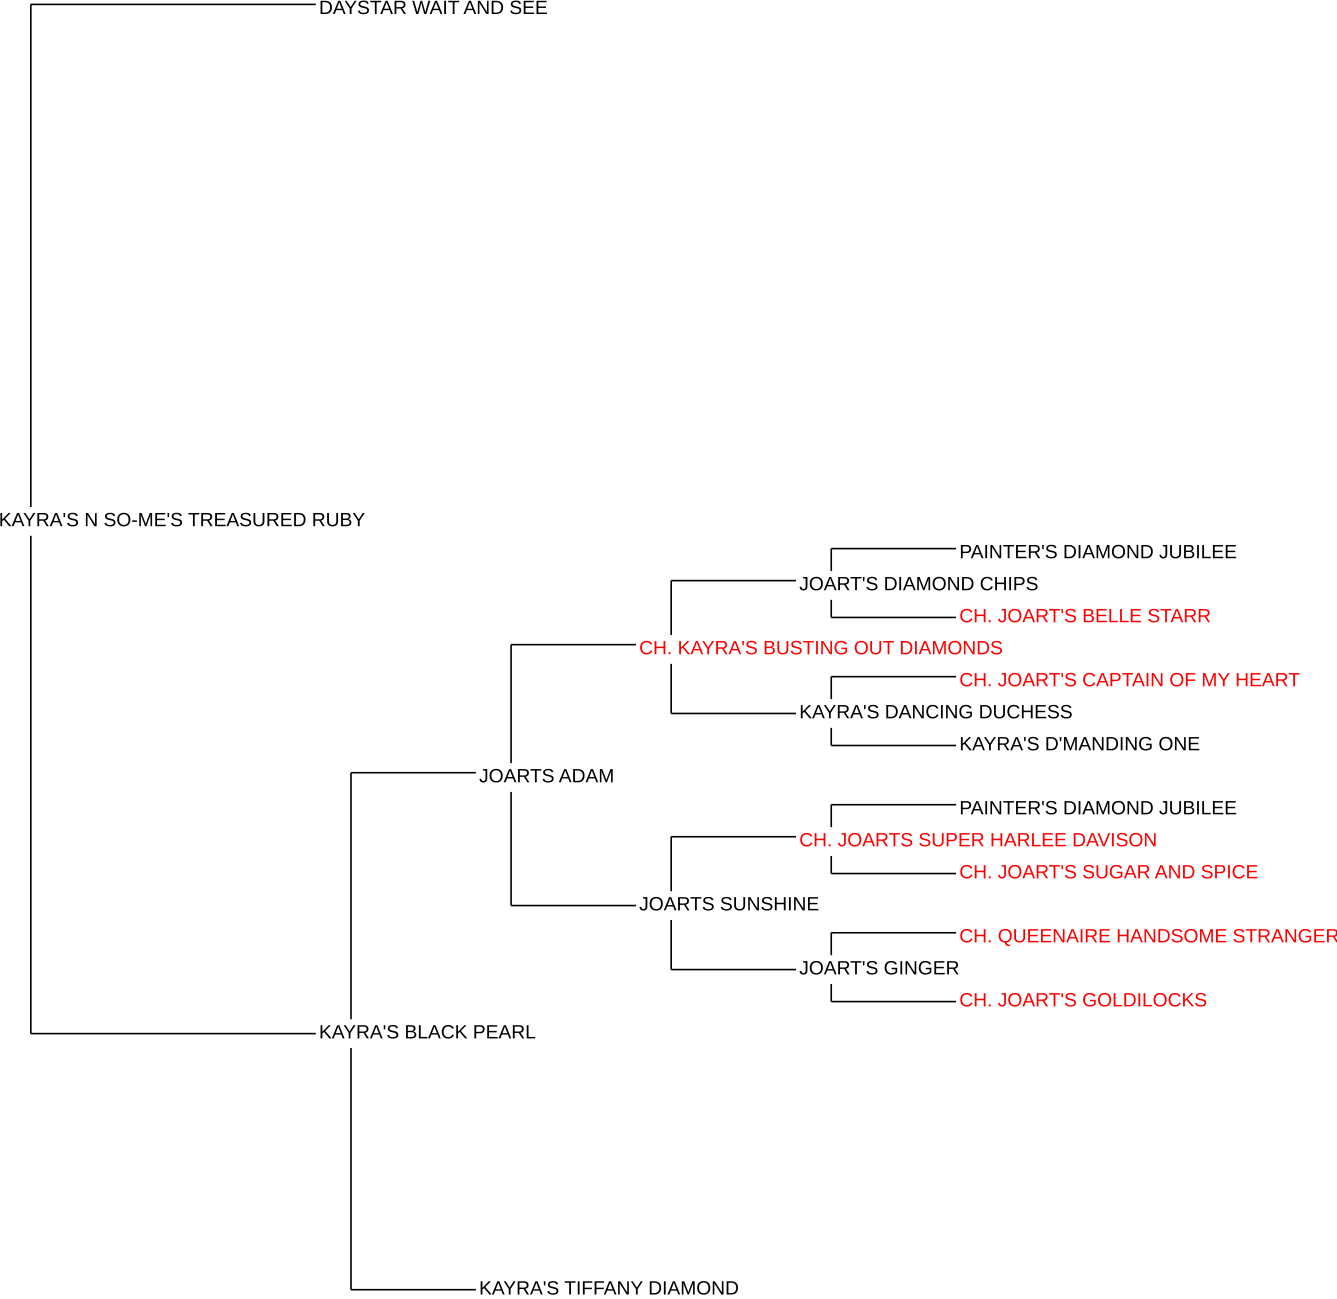 DAYSTAR WAIT AND SEE
KAYRA'S N SO-ME'S TREASURED RUBY
PAINTER'S DIAMOND JUBILEE
JOART'S DIAMOND CHIPS
CH. JOART'S BELLE STARR
CH. KAYRA'S BUSTING OUT DIAMONDS
CH. JOART'S CAPTAIN OF MY HEART
KAYRA'S DANCING DUCHESS
KAYRA'S D'MANDING ONE
JOARTS ADAM
PAINTER'S DIAMOND JUBILEE
CH. JOARTS SUPER HARLEE DAVISON
CH. JOART'S SUGAR AND SPICE
JOARTS SUNSHINE
CH. QUEENAIRE HANDSOME STRANGER
JOART'S GINGER
CH. JOART'S GOLDILOCKS
KAYRA'S BLACK PEARL
KAYRA'S TIFFANY DIAMOND